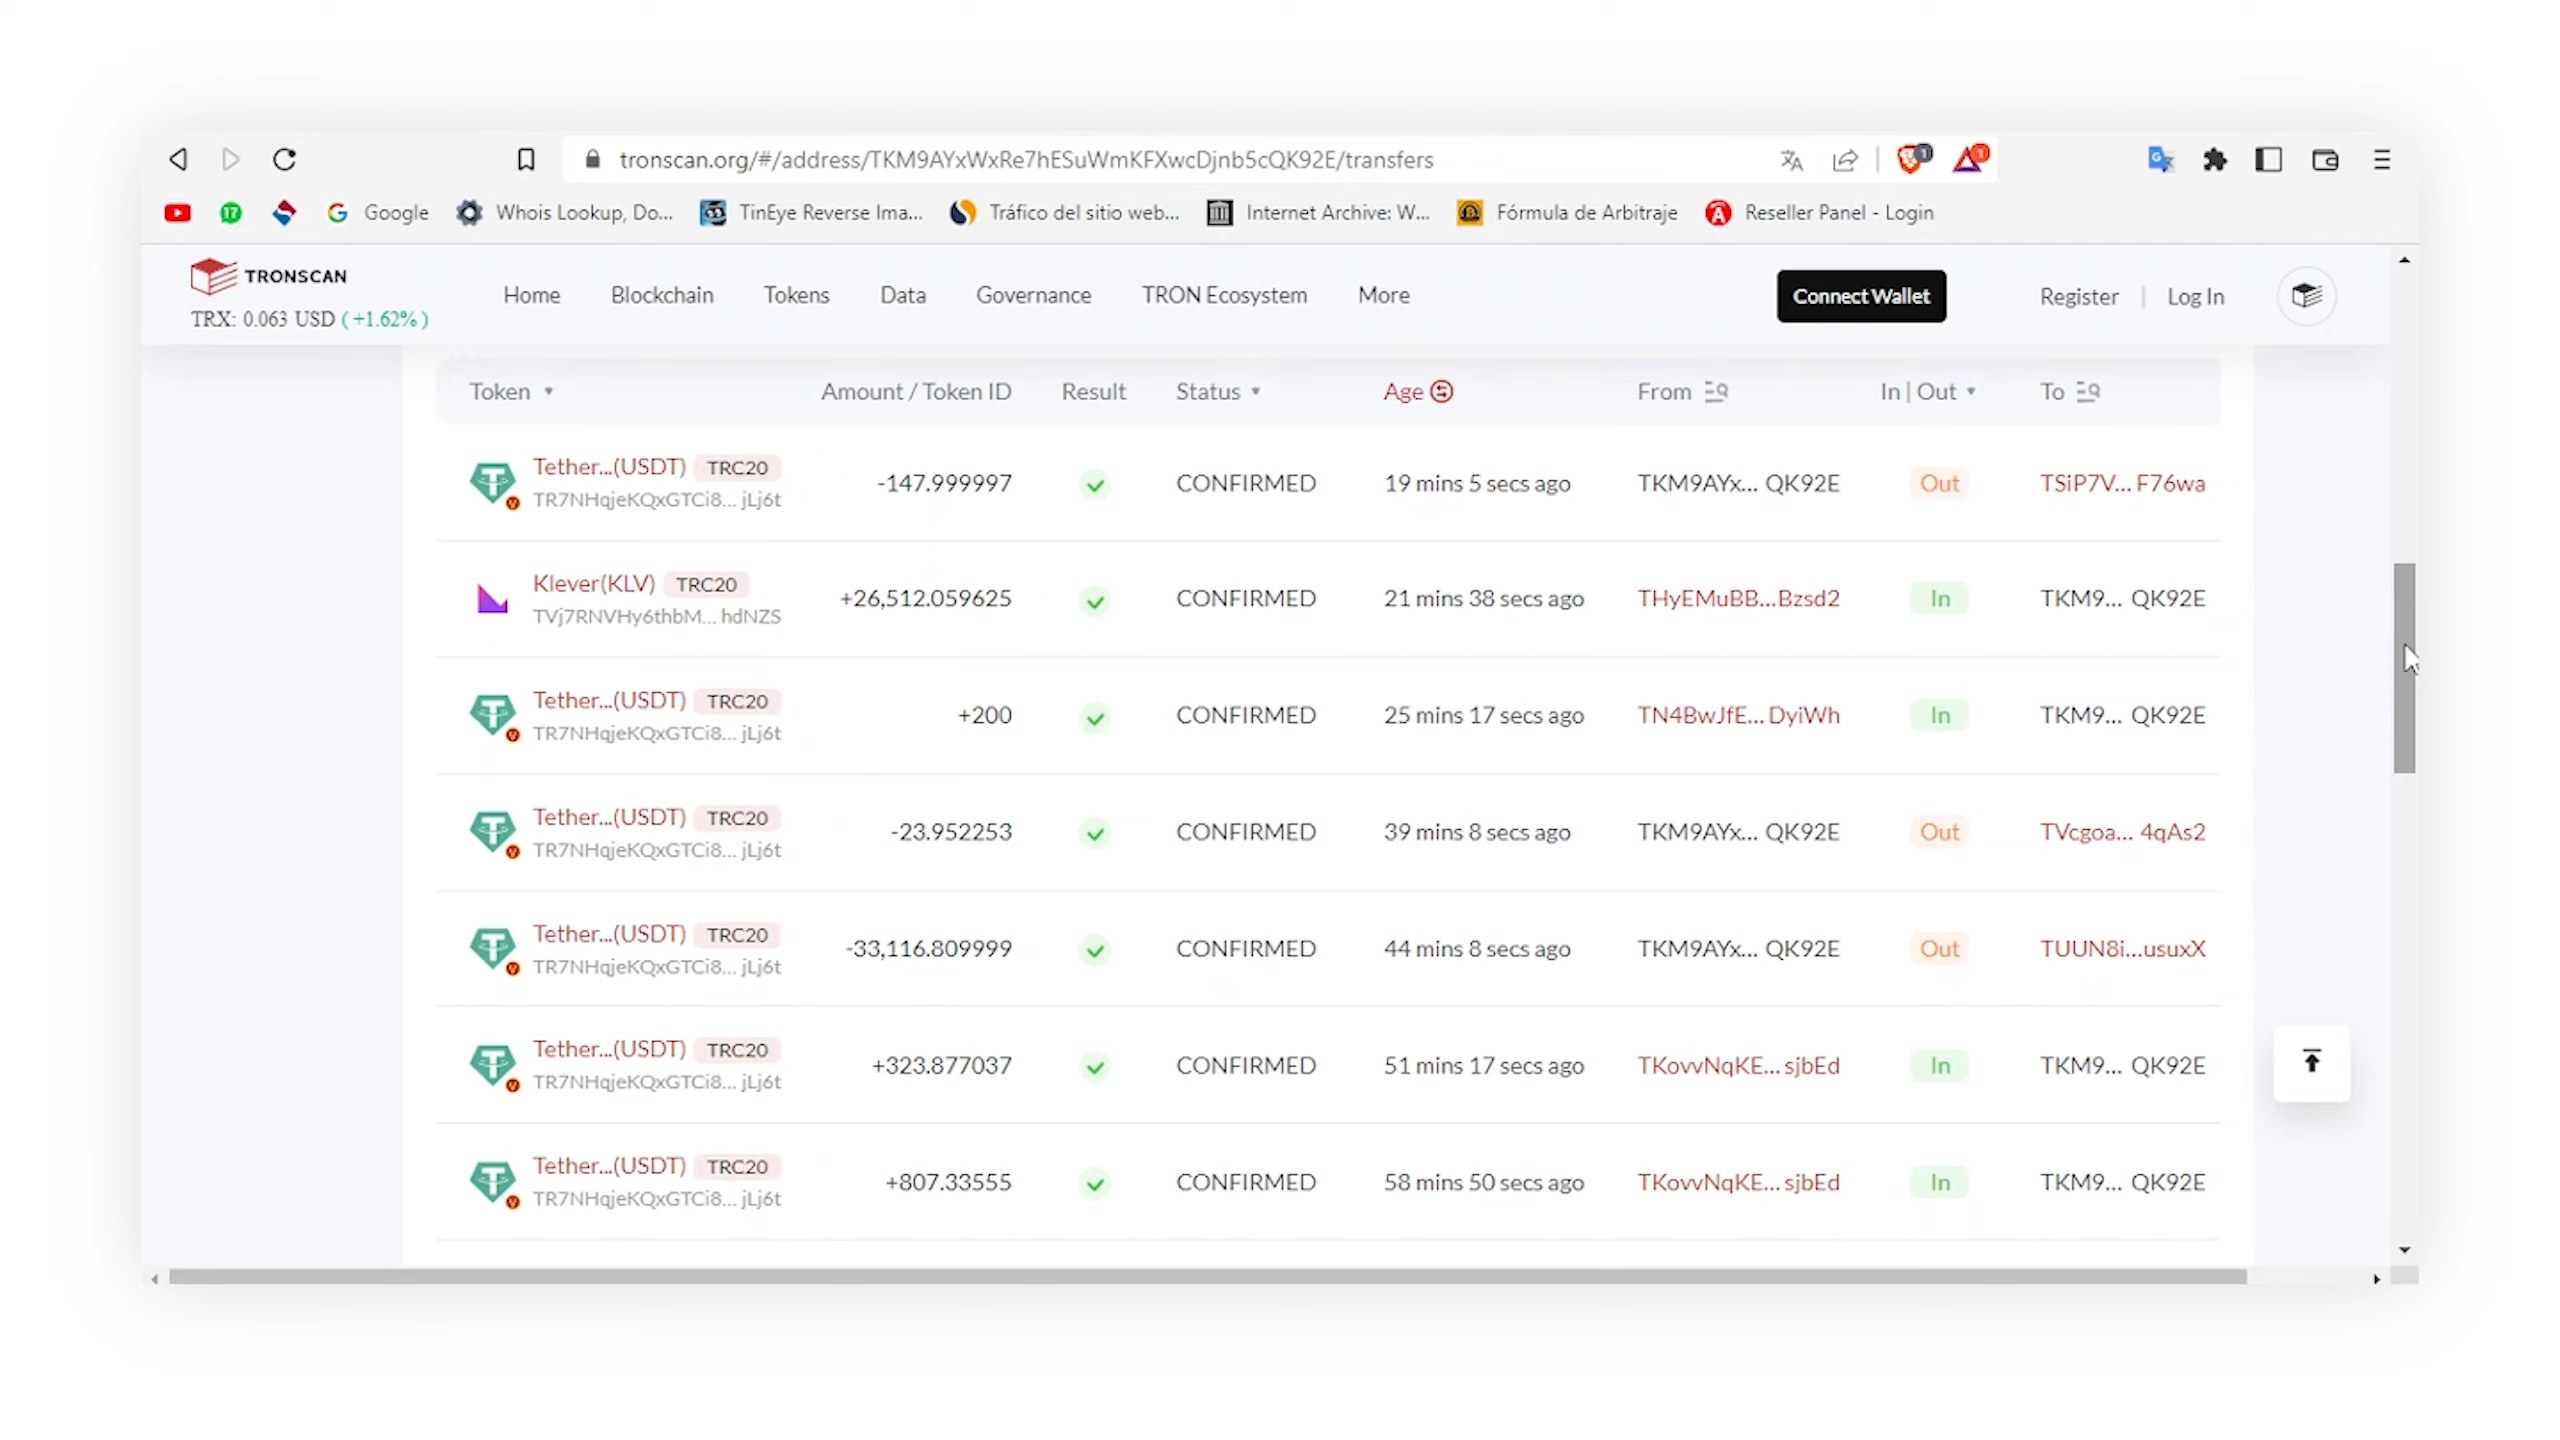 tronscan.org/#/address/TKM9AYxWxRe7hESuWmKFXwcDjnb5cQK92E/transfers
1
1
17
Google
Whois Lookup, Do...
TinEye Reverse Ima...
Tráfico del sitio web...
Internet Archive: W...
Fórmula de Arbitraje
Reseller Panel - Login
TRONSCAN
TRX: 0.063 USD ( +1.62% )
Home
Blockchain
Tokens
Data
Governance
TRON Ecosystem
More
Connect Wallet
Register | Log In
Token Amount / Token ID Result Status Age From In | Out To
Tether...(USDT) TRC20
TR7NHqjeKQxGTCi8... jLj6t
-147.999997 CONFIRMED 19 mins 5 secs ago TKM9AYx... QK92E Out TSiP7V... F76wa
Klever(KLV) TRC20
TVj7RNVHy6thbM... hdNZS
+26,512.059625 CONFIRMED 21 mins 38 secs ago THyEMuBB...Bzsd2 In TKM9... QK92E
Tether...(USDT) TRC20
TR7NHqjeKQxGTCi8... jLj6t
+200 CONFIRMED 25 mins 17 secs ago TN4BwJfE... DyiWh In TKM9... QK92E
Tether...(USDT) TRC20
TR7NHqjeKQxGTCi8... jLj6t
-23.952253 CONFIRMED 39 mins 8 secs ago TKM9AYx... QK92E Out TVcgoa... 4qAs2
Tether...(USDT) TRC20
TR7NHqjeKQxGTCi8... jLj6t
-33,116.809999 CONFIRMED 44 mins 8 secs ago TKM9AYx... QK92E Out TUUN8i...usuxX
Tether...(USDT) TRC20
TR7NHqjeKQxGTCi8... jLj6t
+323.877037 CONFIRMED 51 mins 17 secs ago TKovvNqKE... sjbEd In TKM9... QK92E
Tether...(USDT) TRC20
TR7NHqjeKQxGTCi8... jLj6t
+807.33555 CONFIRMED 58 mins 50 secs ago TKovvNqKE... sjbEd In TKM9... QK92E